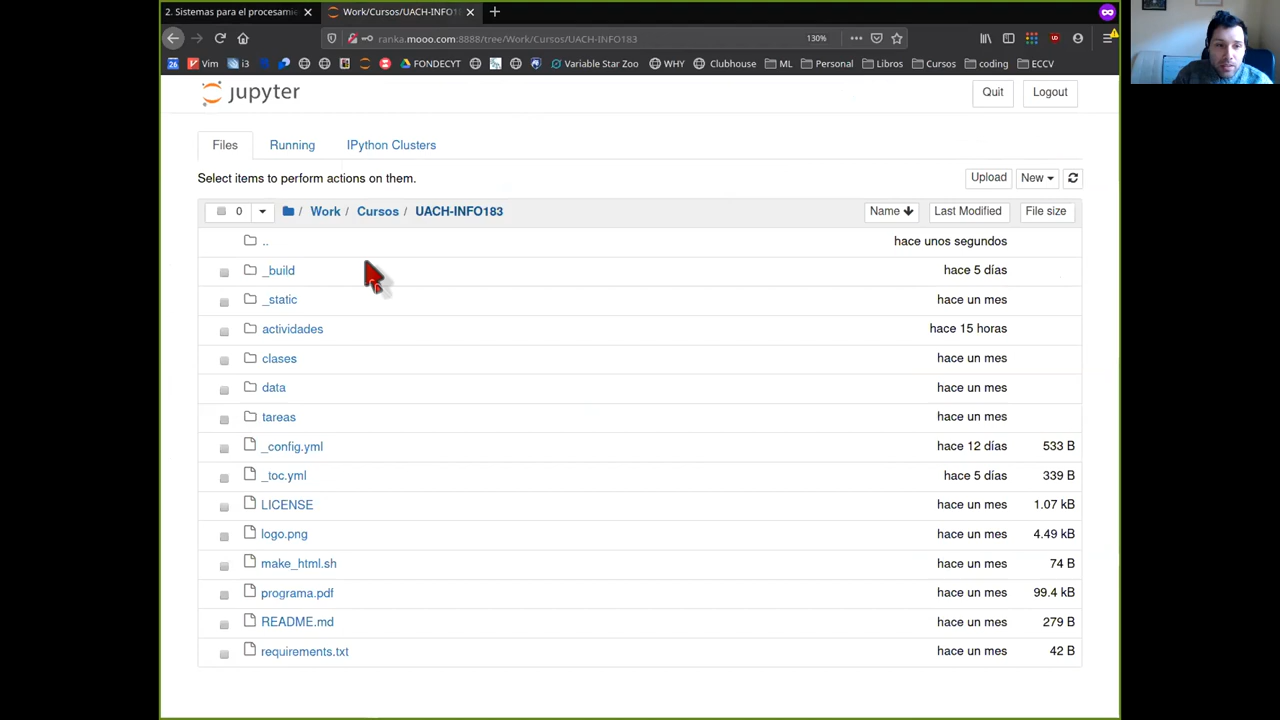 2. Sistemas para el procesamie
Work/Cursos/UACH-INFO18
ranka.mooo.com:8888/tree/Work/Cursos/UACH-INFO183
130%
26 Vim i3 FONDECYT Variable Star Zoo WHY Clubhouse ML Personal Libros Cursos coding ECCV
jupyter
Quit
Logout
Files
Running
IPython Clusters
Select items to perform actions on them.
Upload
New
0
/ Work / Cursos / UACH-INFO183
Name
Last Modified
File size
.. hace unos segundos
_build hace 5 días
_static hace un mes
actividades hace 15 horas
clases hace un mes
data hace un mes
tareas hace un mes
_config.yml hace 12 días 533 B
_toc.yml hace 5 días 339 B
LICENSE hace un mes 1.07 kB
logo.png hace un mes 4.49 kB
make_html.sh hace un mes 74 B
programa.pdf hace un mes 99.4 kB
README.md hace un mes 279 B
requirements.txt hace un mes 42 B